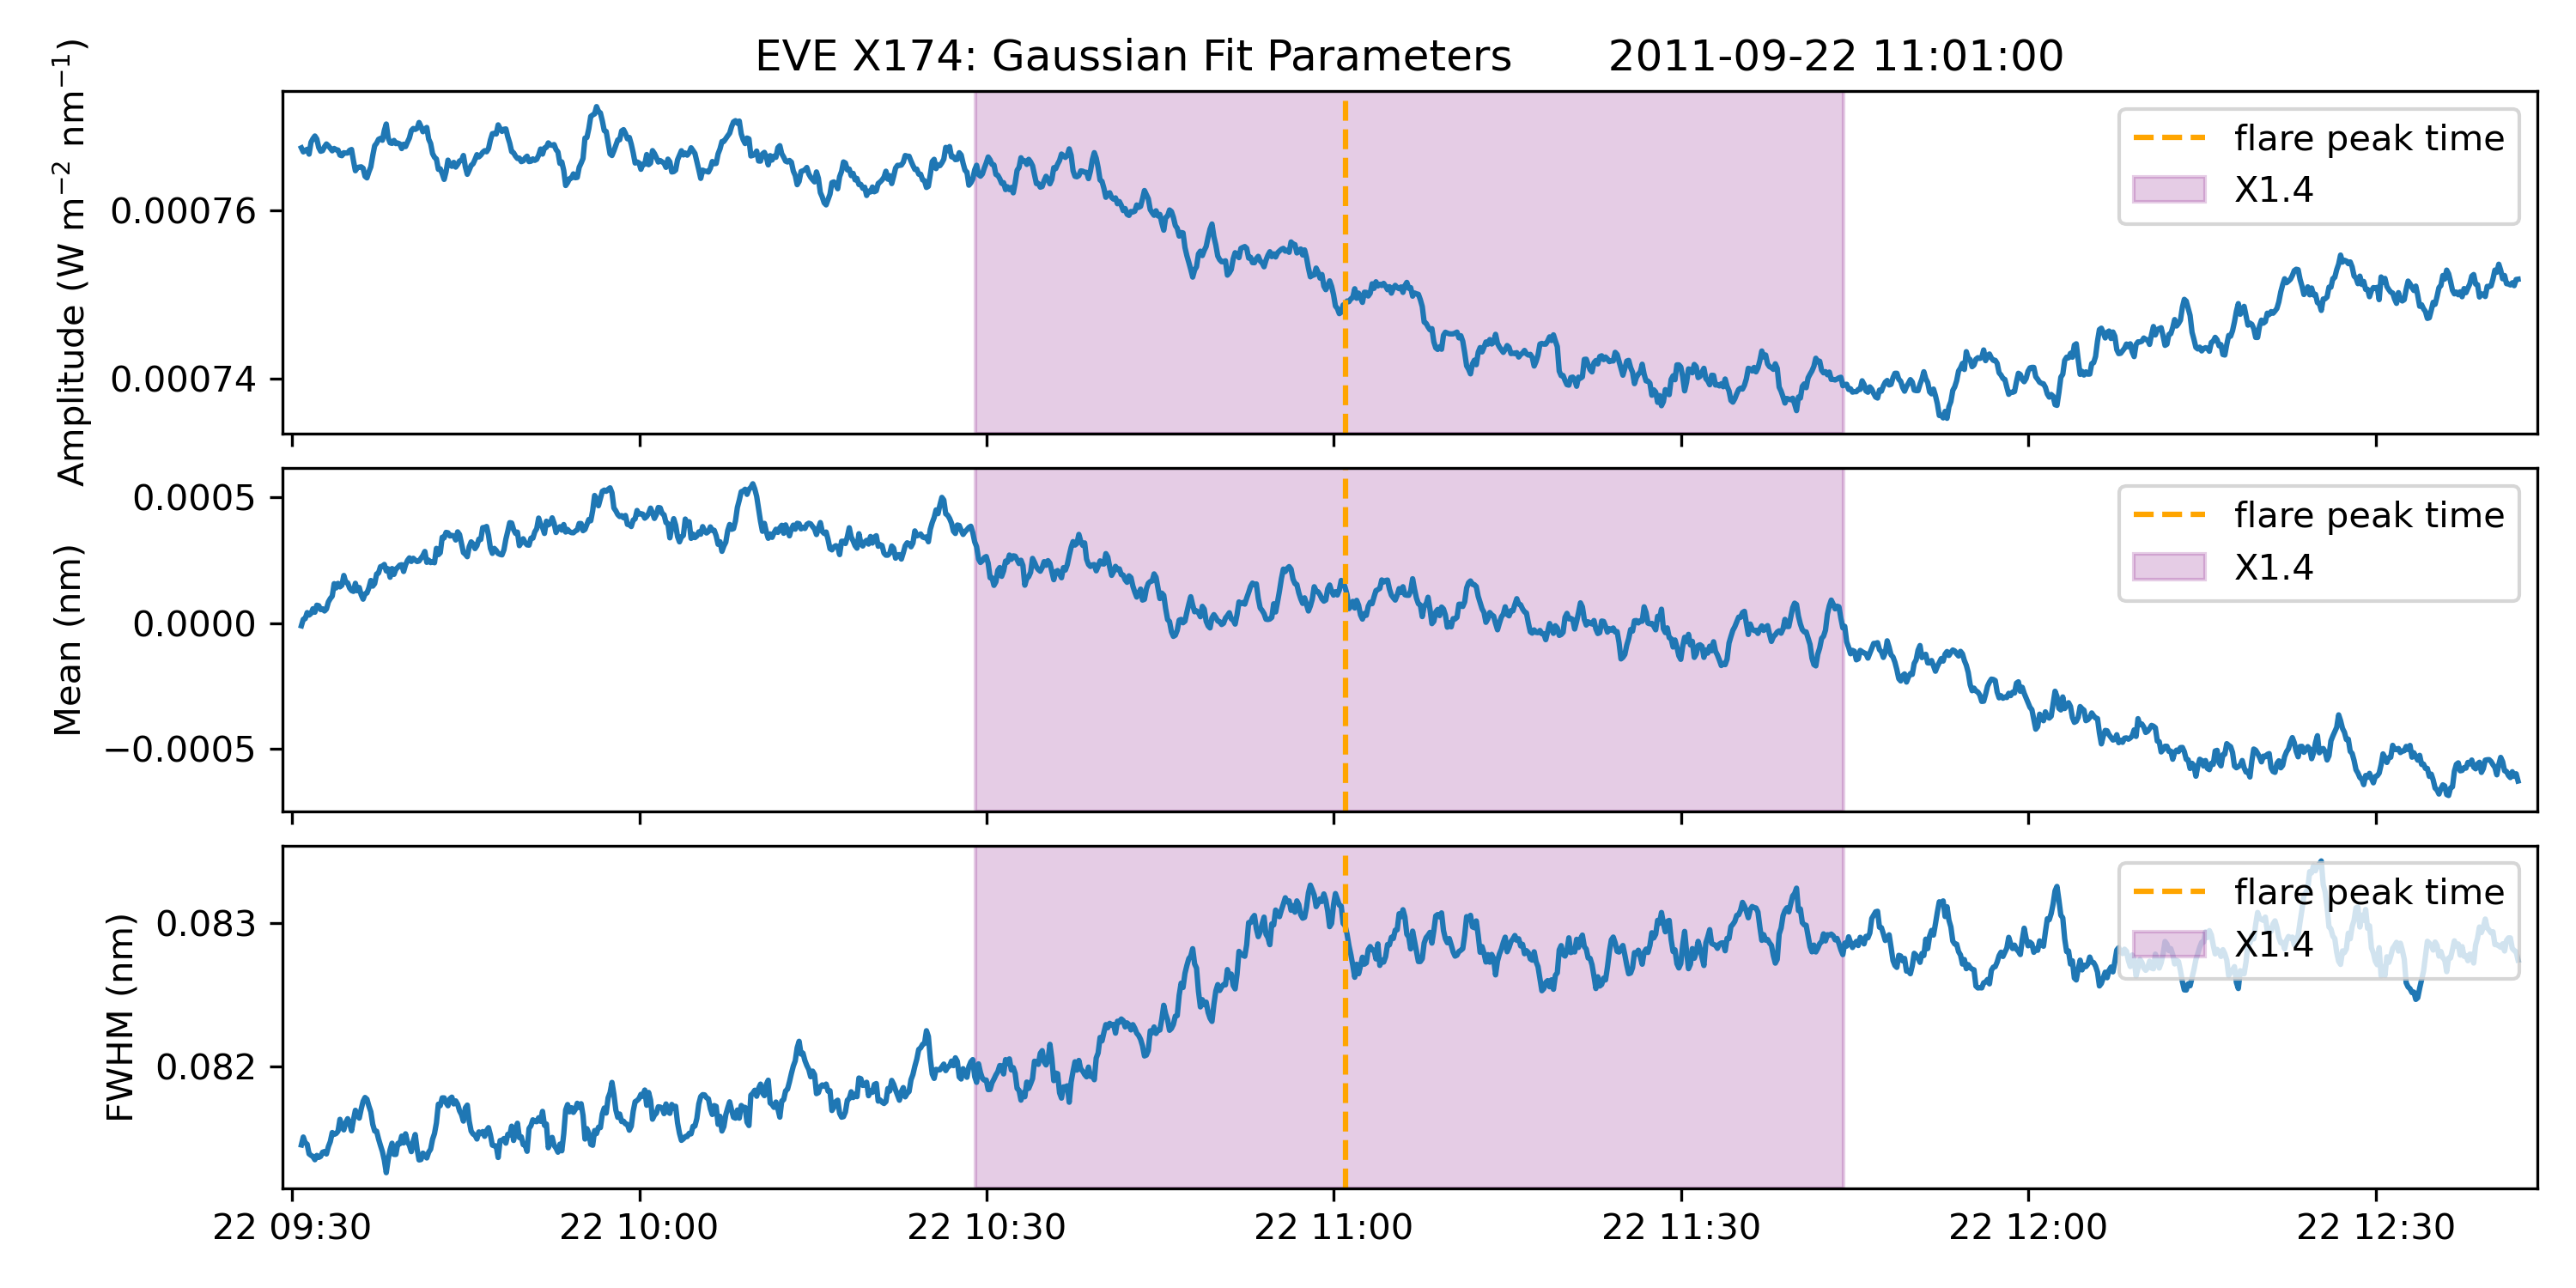 EVE X174: Gaussian Fit Parameters 2011-09-22 11:01:00
Amplitude (W m⁻² nm⁻¹)
0.00076
0.00074
flare peak time
X1.4
Mean (nm)
0.0005
0.0000
−0.0005
flare peak time
X1.4
FWHM (nm)
0.083
0.082
flare peak time
X1.4
22 09:30 22 10:00 22 10:30 22 11:00 22 11:30 22 12:00 22 12:30